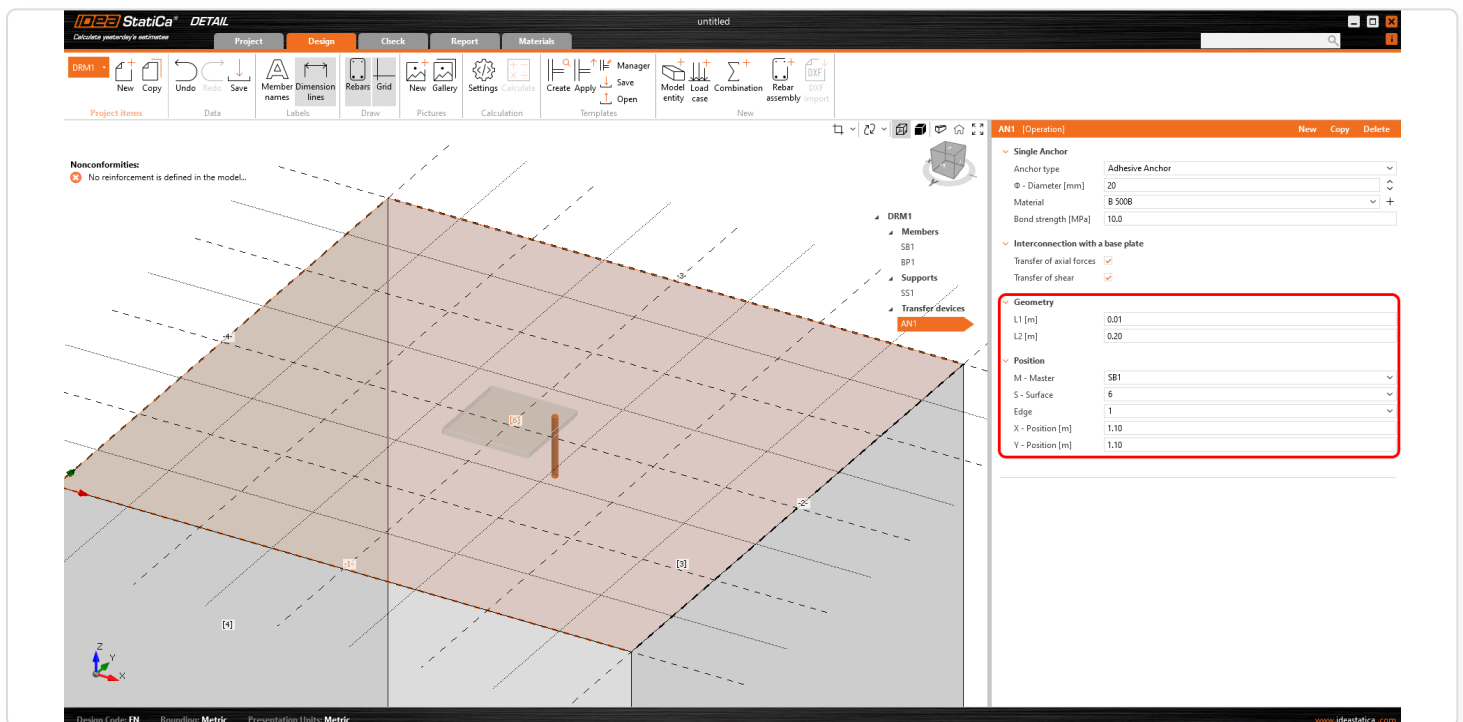 IDEA StatiCa® DETAIL
untitled
Calculate yesterday's estimates
Project Design Check Report Materials
DRM1
New Copy Undo Redo Save Member names Dimension lines Rebars Grid New Gallery Settings Calculate Create Apply Manager Save Open Model entity Load case Combination Rebar assembly DXF Import
Project items Data Labels Draw Pictures Calculation Templates New
Nonconformities:
No reinforcement is defined in the model...
DRM1
Members
SB1
BP1
Supports
SS1
Transfer devices
AN1
-3-
-4-
[6]
-2-
-1-
[3]
[4]
Z
Y
X
AN1 [Operation] New Copy Delete
Single Anchor
Anchor type Adhesive Anchor
Φ - Diameter [mm] 20
Material B 500B
Bond strength [MPa] 10.0
Interconnection with a base plate
Transfer of axial forces
Transfer of shear
Geometry
L1 [m] 0.01
L2 [m] 0.20
Position
M - Master SB1
S - Surface 6
Edge 1
X - Position [m] 1.10
Y - Position [m] 1.10
Design Code: EN Rounding: Metric Presentation Units: Metric
www.ideastatica.com